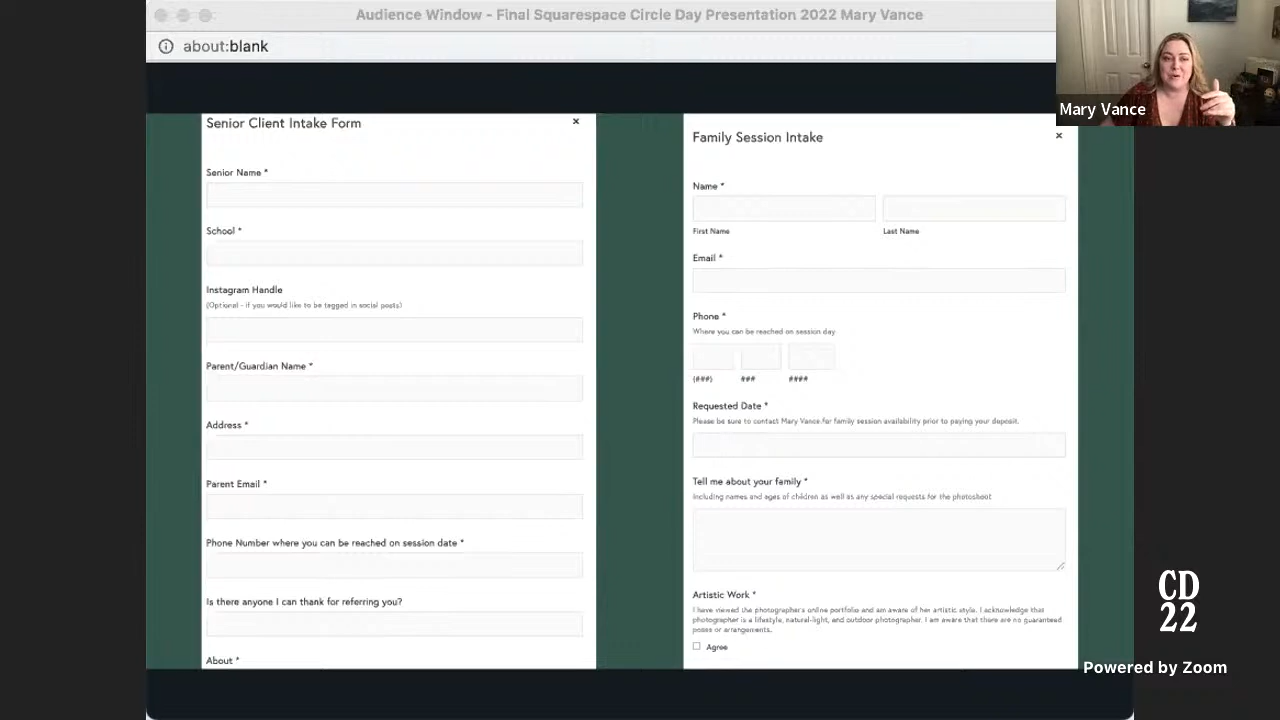 Audience Window - Final Squarespace Circle Day Presentation 2022 Mary Vance
about:blank
Mary Vance
Senior Client Intake Form
×
Senior Name *
School *
Instagram Handle
(Optional - if you would like to be tagged in social posts)
Parent/Guardian Name *
Address *
Parent Email *
Phone Number where you can be reached on session date *
Is there anyone I can thank for referring you?
About *
Family Session Intake
×
Name *
First Name
Last Name
Email *
Phone *
Where you can be reached on session day
(###)
###
####
Requested Date *
Please be sure to contact Mary Vance for family session availability prior to paying your deposit.
Tell me about your family *
Including names and ages of children as well as any special requests for the photoshoot
Artistic Work *
I have viewed the photographer's online portfolio and am aware of her artistic style. I acknowledge that
photographer is a lifestyle, natural-light, and outdoor photographer. I am aware that there are no guaranteed
poses or arrangements.
Agree
CD
22
Powered by Zoom